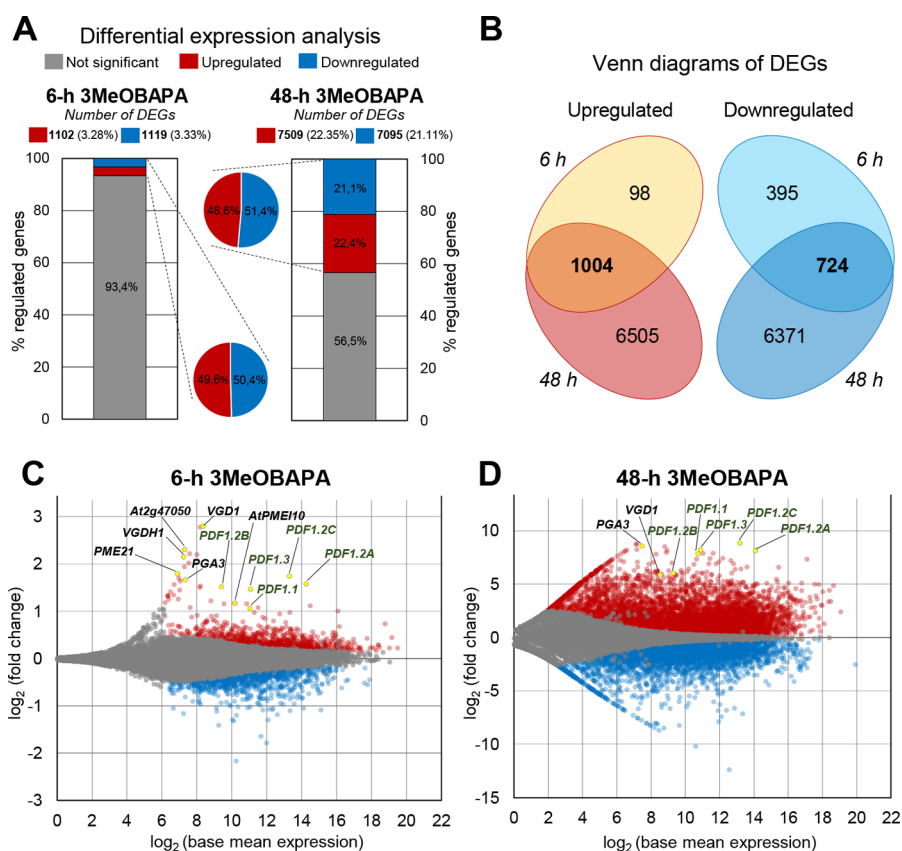 A
Differential expression analysis
Not significant Upregulated Downregulated
6-h 3MeOBAPA
Number of DEGs
1102 (3.28%) 1119 (3.33%)
48-h 3MeOBAPA
Number of DEGs
7509 (22.35%) 7095 (21.11%)
% regulated genes
100
80
60
40
20
0
93,4%
48,6% 51,4%
49,6% 50,4%
21,1%
22,4%
56,5%
100
80
60
40
20
0
% regulated genes
B
Venn diagrams of DEGs
Upregulated Downregulated
6 h 6 h
98 395
1004 724
6505 6371
48 h 48 h
C
6-h 3MeOBAPA
log2 (fold change)
3
2
1
0
-1
-2
-3
At2g47050
VGD1
AtPMEI10
VGDH1
PDF1.2B
PDF1.2C
PME21
PGA3
PDF1.3
PDF1.2A
PDF1.1
0 2 4 6 8 10 12 14 16 18 20 22
log2 (base mean expression)
D
48-h 3MeOBAPA
log2 (fold change)
10
5
0
-5
-10
-15
VGD1
PDF1.1
PDF1.2C
PGA3
PDF1.2B
PDF1.3
PDF1.2A
0 2 4 6 8 10 12 14 16 18 20 22
log2 (base mean expression)